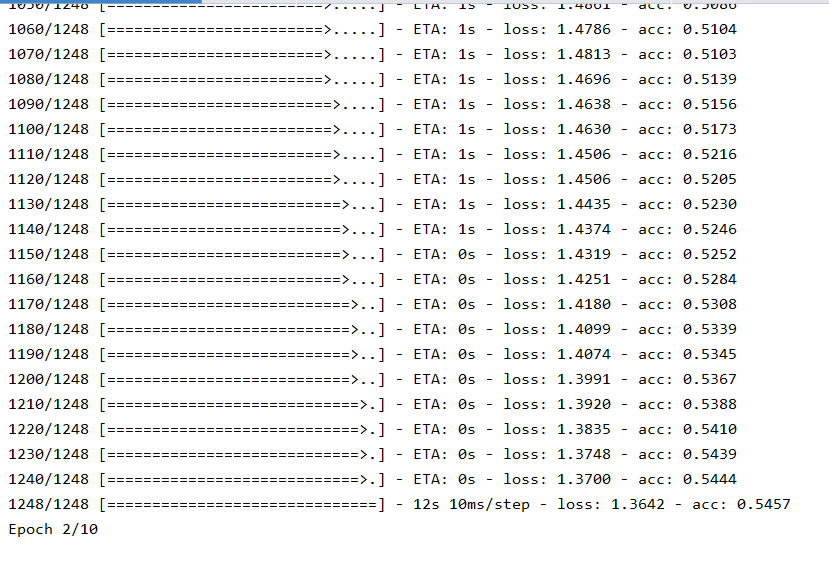 1050/1248 [========================>.....] - ETA: 1s - loss: 1.4861 - acc: 0.5086
1060/1248 [========================>.....] - ETA: 1s - loss: 1.4786 - acc: 0.5104
1070/1248 [========================>.....] - ETA: 1s - loss: 1.4813 - acc: 0.5103
1080/1248 [========================>.....] - ETA: 1s - loss: 1.4696 - acc: 0.5139
1090/1248 [=========================>....] - ETA: 1s - loss: 1.4638 - acc: 0.5156
1100/1248 [=========================>....] - ETA: 1s - loss: 1.4630 - acc: 0.5173
1110/1248 [=========================>....] - ETA: 1s - loss: 1.4506 - acc: 0.5216
1120/1248 [=========================>....] - ETA: 1s - loss: 1.4506 - acc: 0.5205
1130/1248 [==========================>...] - ETA: 1s - loss: 1.4435 - acc: 0.5230
1140/1248 [==========================>...] - ETA: 1s - loss: 1.4374 - acc: 0.5246
1150/1248 [==========================>...] - ETA: 0s - loss: 1.4319 - acc: 0.5252
1160/1248 [==========================>...] - ETA: 0s - loss: 1.4251 - acc: 0.5284
1170/1248 [===========================>..] - ETA: 0s - loss: 1.4180 - acc: 0.5308
1180/1248 [===========================>..] - ETA: 0s - loss: 1.4099 - acc: 0.5339
1190/1248 [===========================>..] - ETA: 0s - loss: 1.4074 - acc: 0.5345
1200/1248 [===========================>..] - ETA: 0s - loss: 1.3991 - acc: 0.5367
1210/1248 [============================>.] - ETA: 0s - loss: 1.3920 - acc: 0.5388
1220/1248 [============================>.] - ETA: 0s - loss: 1.3835 - acc: 0.5410
1230/1248 [============================>.] - ETA: 0s - loss: 1.3748 - acc: 0.5439
1240/1248 [============================>.] - ETA: 0s - loss: 1.3700 - acc: 0.5444
1248/1248 [==============================] - 12s 10ms/step - loss: 1.3642 - acc: 0.5457
Epoch 2/10